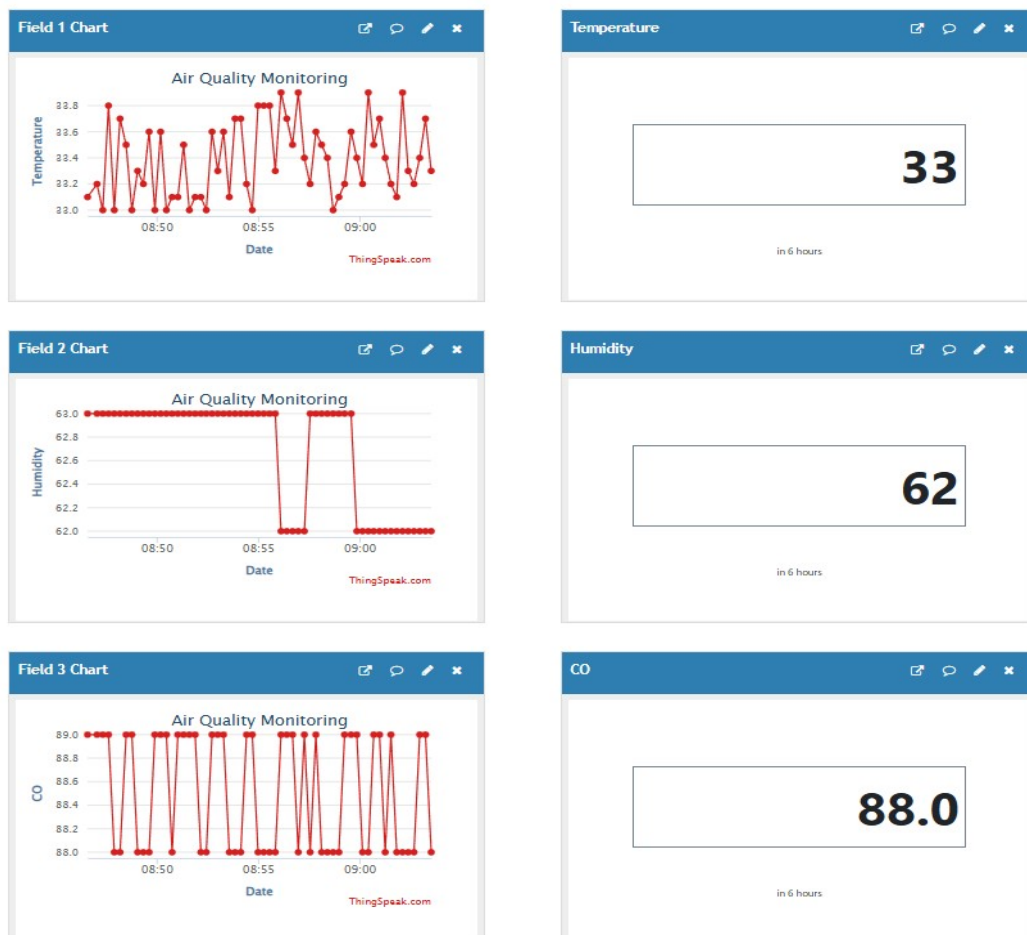 Field 1 Chart
Air Quality Monitoring
Temperature
33.8
33.6
33.4
33.2
33.0
08:50 08:55 09:00
Date
ThingSpeak.com
Temperature
33
in 6 hours
Field 2 Chart
Air Quality Monitoring
Humidity
63.0
62.8
62.6
62.4
62.2
62.0
08:50 08:55 09:00
Date
ThingSpeak.com
Humidity
62
in 6 hours
Field 3 Chart
Air Quality Monitoring
CO
89.0
88.8
88.6
88.4
88.2
88.0
08:50 08:55 09:00
Date
ThingSpeak.com
CO
88.0
in 6 hours